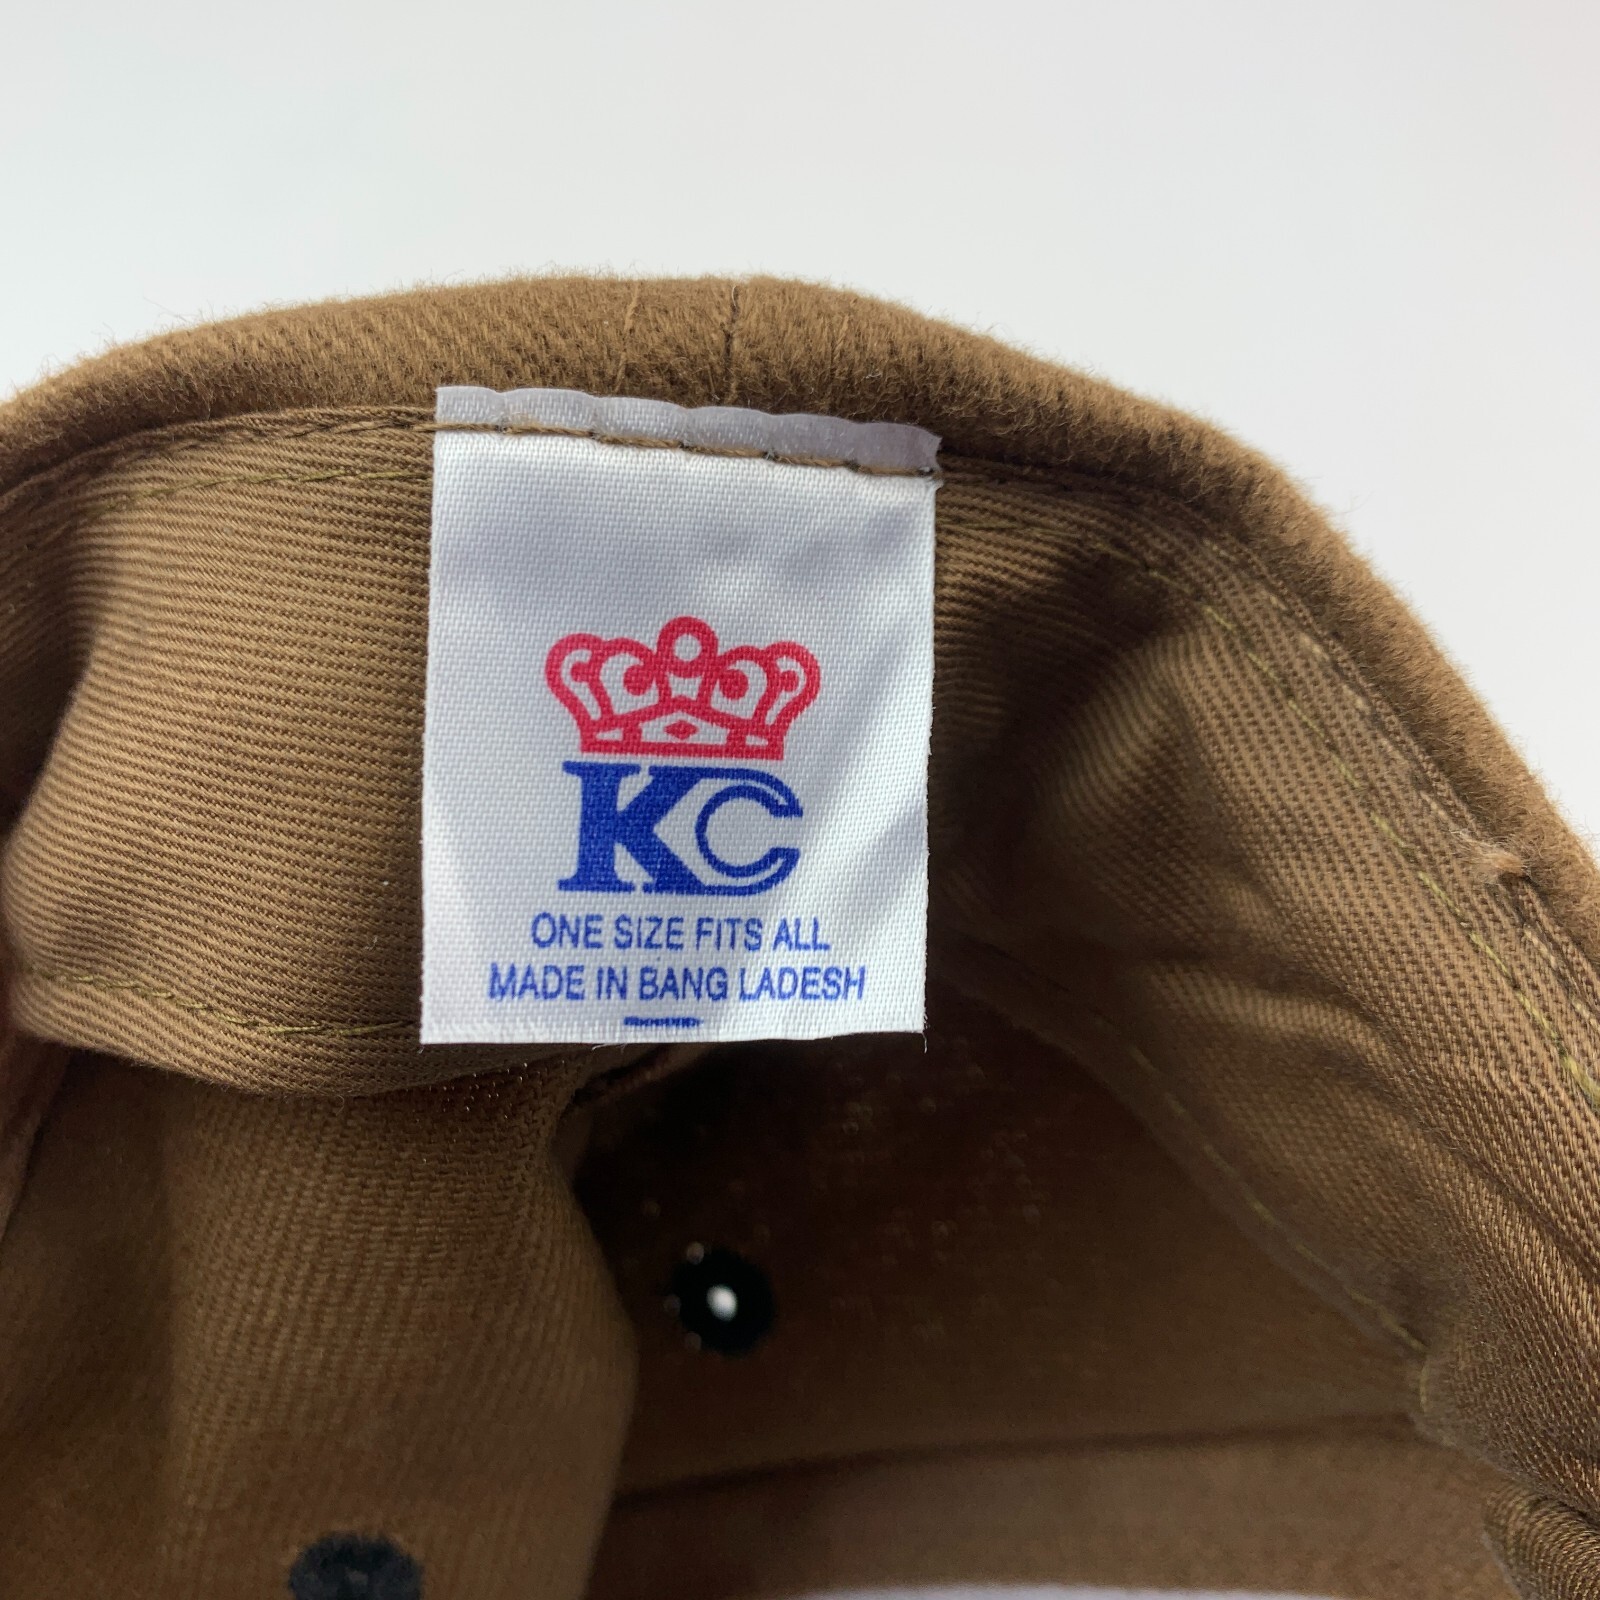 KC
ONE SIZE FITS ALL
MADE IN BANG LADESH